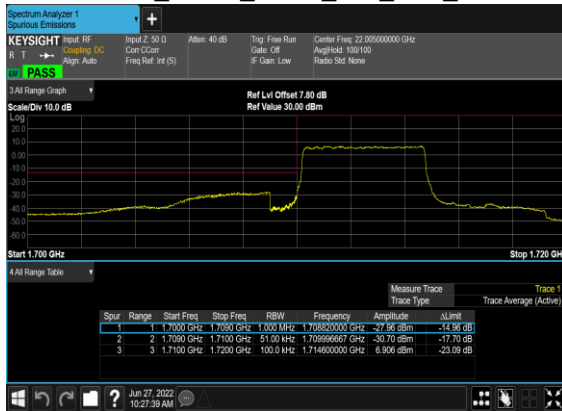 Spectrum Analyzer 1
Spurious Emissions
KEYSIGHT Input: RF Input Z: 50 Ω Atten: 40 dB Trig: Free Run Center Freq: 22.005000000 GHz
R T Coupling: DC Corr CCorr Gate: Off Avg|Hold: 100/100
Align: Auto Freq Ref: Int (S) IF Gain: Low Radio Std: None
PASS
3 All Range Graph Ref Lvl Offset 7.80 dB
Scale/Div 10.0 dB Ref Value 30.00 dBm
Log
20.0
10.0
0.00
-10.0
-20.0
-30.0
-40.0
-50.0
-60.0
Start 1.700 GHz Stop 1.720 GH
4 All Range Table
Measure Trace Trace 1
Trace Type Trace Average (Active)
Spur Range Start Freq Stop Freq RBW Frequency Amplitude ΔLimit
1 1 1.7000 GHz 1.7090 GHz 1.000 MHz 1.708820000 GHz -27.96 dBm -14.96 dB
2 2 1.7090 GHz 1.7100 GHz 51.00 kHz 1.709996667 GHz -30.70 dBm -17.70 dB
3 3 1.7100 GHz 1.7200 GHz 100.0 kHz 1.714600000 GHz 6.906 dBm -23.09 dB
Jun 27, 2022
10:27:39 AM